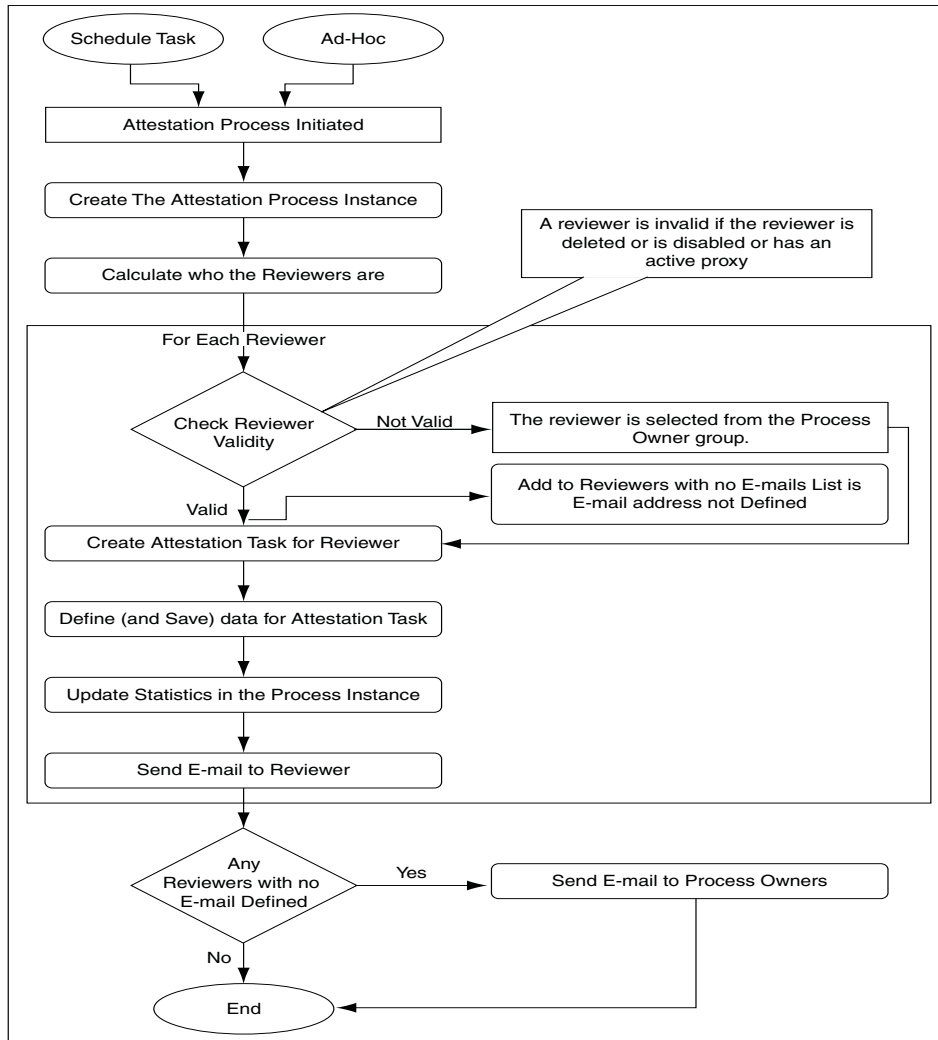 Schedule Task
Ad-Hoc
Attestation Process Initiated
Create The Attestation Process Instance
A reviewer is invalid if the reviewer is
deleted or is disabled or has an
active proxy
Calculate who the Reviewers are
For Each Reviewer
Check Reviewer
Validity
Not Valid
The reviewer is selected from the Process
Owner group.
Valid
Add to Reviewers with no E-mails List is
E-mail address not Defined
Create Attestation Task for Reviewer
Define (and Save) data for Attestation Task
Update Statistics in the Process Instance
Send E-mail to Reviewer
Any
Reviewers with no
E-mail Defined
Yes
Send E-mail to Process Owners
No
End